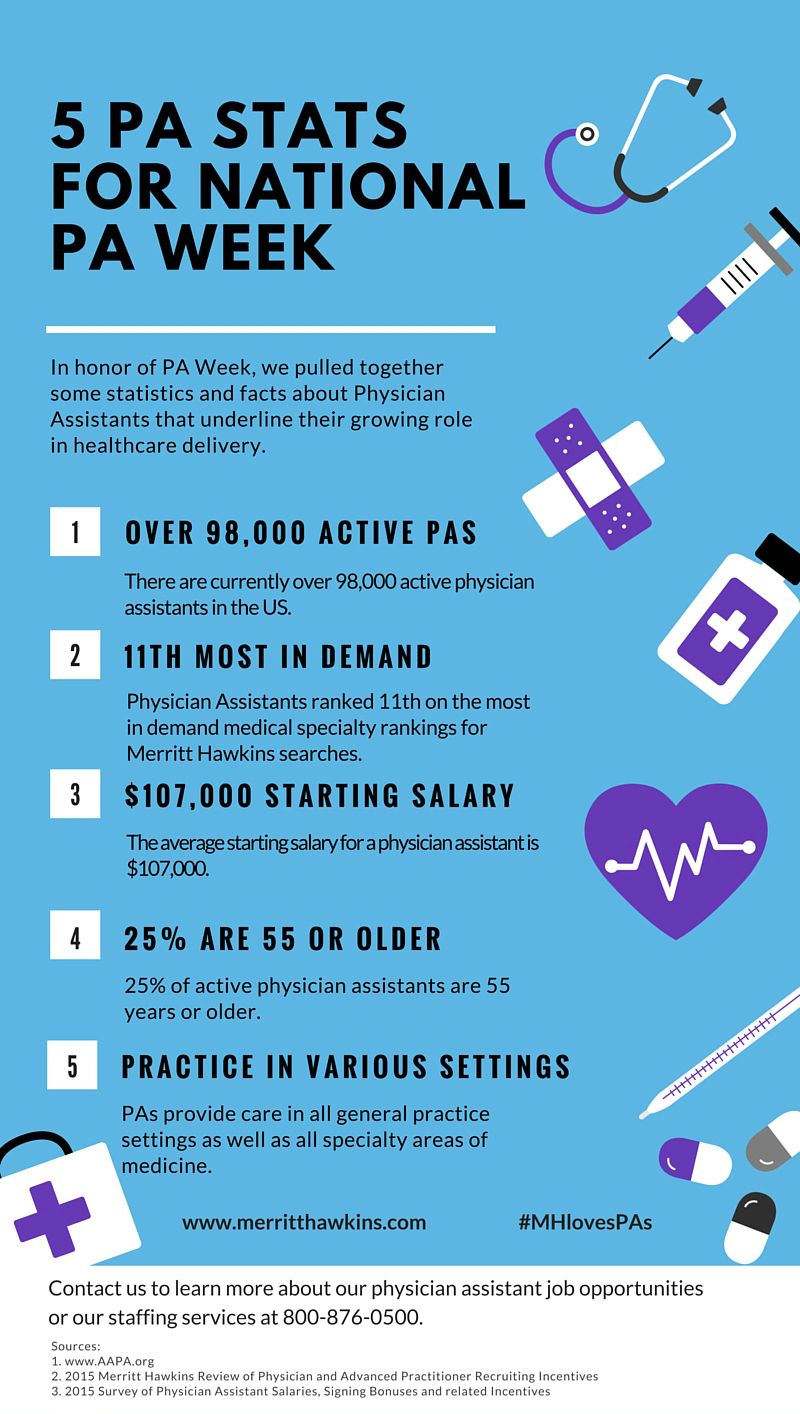 5 PA STATS
FOR NATIONAL
PA WEEK
In honor of PA Week, we pulled together
some statistics and facts about Physician
Assistants that underline their growing role
in healthcare delivery.
1 OVER 98,000 ACTIVE PAS
There are currently over 98,000 active physician
assistants in the US.
2 11TH MOST IN DEMAND
Physician Assistants ranked 11th on the most
in demand medical specialty rankings for
Merritt Hawkins searches.
3 $107,000 STARTING SALARY
The average starting salary for a physician assistant is
$107,000.
4 25% ARE 55 OR OLDER
25% of active physician assistants are 55
years or older.
5 PRACTICE IN VARIOUS SETTINGS
PAs provide care in all general practice
settings as well as all specialty areas of
medicine.
www.merritthawkins.com #MHlovesPAs
Contact us to learn more about our physician assistant job opportunities
or our staffing services at 800-876-0500.
Sources:
1. www.AAPA.org
2. 2015 Merritt Hawkins Review of Physician and Advanced Practitioner Recruiting Incentives
3. 2015 Survey of Physician Assistant Salaries, Signing Bonuses and related Incentives